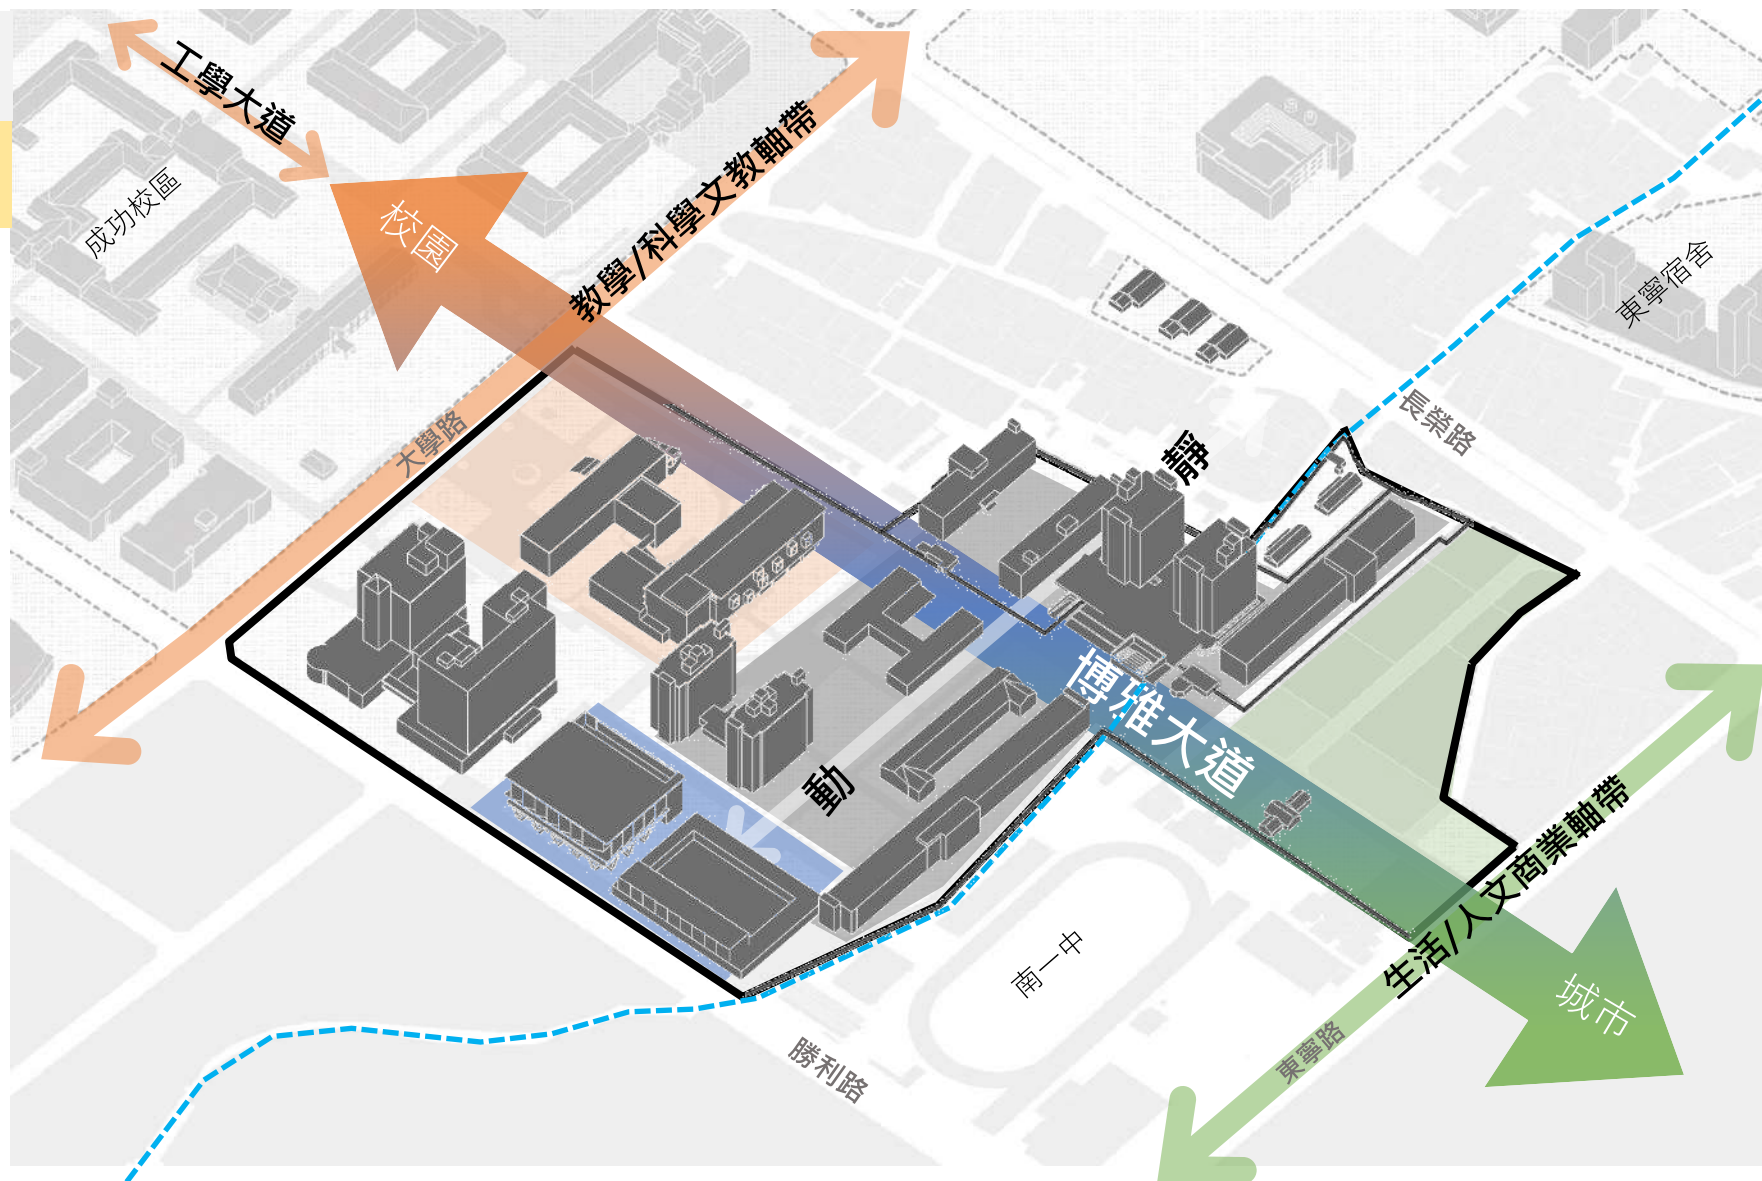 工學大道
成功校區
校園
教學/科學文教軸帶
大學路
東寧宿舍
長榮路
靜
動
博雅大道
生活/人文商業軸帶
南一中
城市
東寧路
勝利路